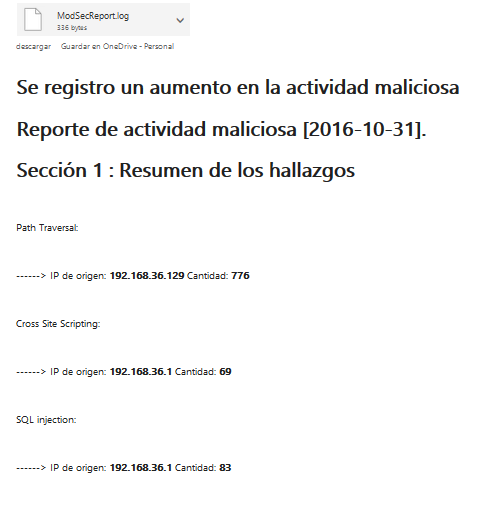 ModSecReport.log
336 bytes
descargar Guardar en OneDrive - Personal
Se registro un aumento en la actividad maliciosa
Reporte de actividad maliciosa [2016-10-31].
Sección 1 : Resumen de los hallazgos
Path Traversal:
------> IP de origen: 192.168.36.129 Cantidad: 776
Cross Site Scripting:
------> IP de origen: 192.168.36.1 Cantidad: 69
SQL injection:
------> IP de origen: 192.168.36.1 Cantidad: 83